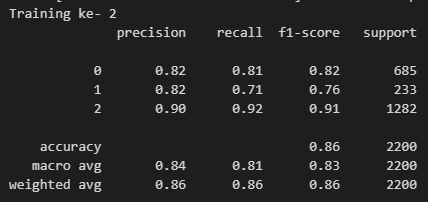 Training ke- 2
precision recall f1-score support
0 0.82 0.81 0.82 685
1 0.82 0.71 0.76 233
2 0.90 0.92 0.91 1282
accuracy 0.86 2200
macro avg 0.84 0.81 0.83 2200
weighted avg 0.86 0.86 0.86 2200